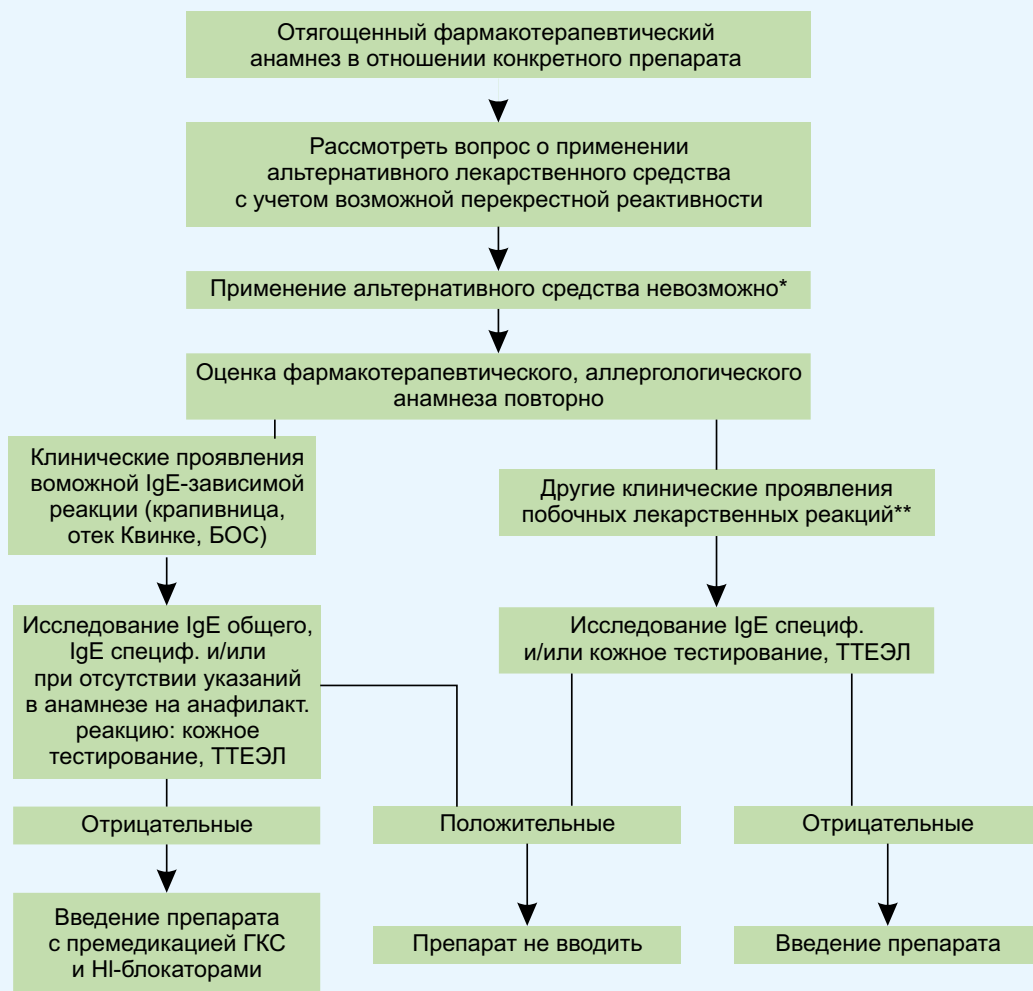 Отягощенный фармакотерапевтический
анамнез в отношении конкретного препарата
Рассмотреть вопрос о применении
альтернативного лекарственного средства
с учетом возможной перекрестной реактивности
Применение альтернативного средства невозможно*
Оценка фармакотерапевтического, аллергологического
анамнеза повторно
Клинические проявления
воможной IgE-зависимой
реакции (крапивница,
отек Квинке, БОС)
Другие клинические проявления
побочных лекарственных реакций**
Исследование IgE общего,
IgE специф. и/или
при отсутствии указаний
в анамнезе на анафилакт.
реакцию: кожное
тестирование, ТТЕЭЛ
Исследование IgE специф.
и/или кожное тестирование, ТТЕЭЛ
Отрицательные
Положительные
Отрицательные
Введение препарата
с премедикацией ГКС
и HI-блокаторами
Препарат не вводить
Введение препарата